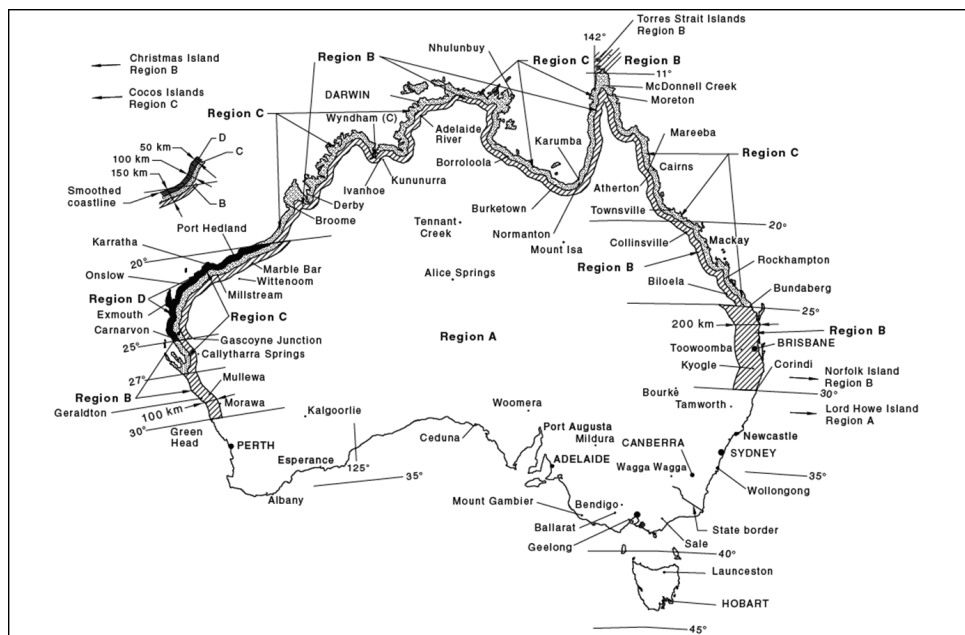 Christmas Island
Region B
Cocos Islands
Region C
50 km
100 km
150 km
Smoothed
coastline
D
C
B
Region B
Nhulunbuy
Region C
142°
Torres Strait Islands
Region B
Region B
11°
McDonnell Creek
Moreton
DARWIN
Region C
Wyndham (C)
Adelaide
River
Karumba
Mareeba
Region C
Borroloola
Cairns
Ivanhoe
Kununurra
Atherton
Derby
Broome
Burketown
Townsville
20°
Port Hedland
Tennant
Creek
Normanton
Mount Isa
Collinsville
Mackay
Karratha
20°
Marble Bar
Wittenoom
Region B
Rockhampton
Onslow
Millstream
Alice Springs
Biloela
Bundaberg
Region D
Exmouth
Region C
25°
Carnarvon
Gascoyne Junction
200 km
Region B
25°
Callytharra Springs
Region A
Toowoomba
BRISBANE
27°
Mullewa
Kyogle
Corindi
Norfolk Island
Region B
Region B
Geraldton
100 km
Morawa
Bourke
30°
Tamworth
30°
Kalgoorlie
Woomera
Lord Howe Island
Region A
Green
Head
PERTH
Ceduna
Port Augusta
Mildura
CANBERRA
Newcastle
SYDNEY
Esperance
125°
ADELAIDE
Wagga Wagga
35°
35°
Albany
Wollongong
Mount Gambier
Bendigo
Ballarat
State border
Geelong
Sale
40°
Launceston
HOBART
45°